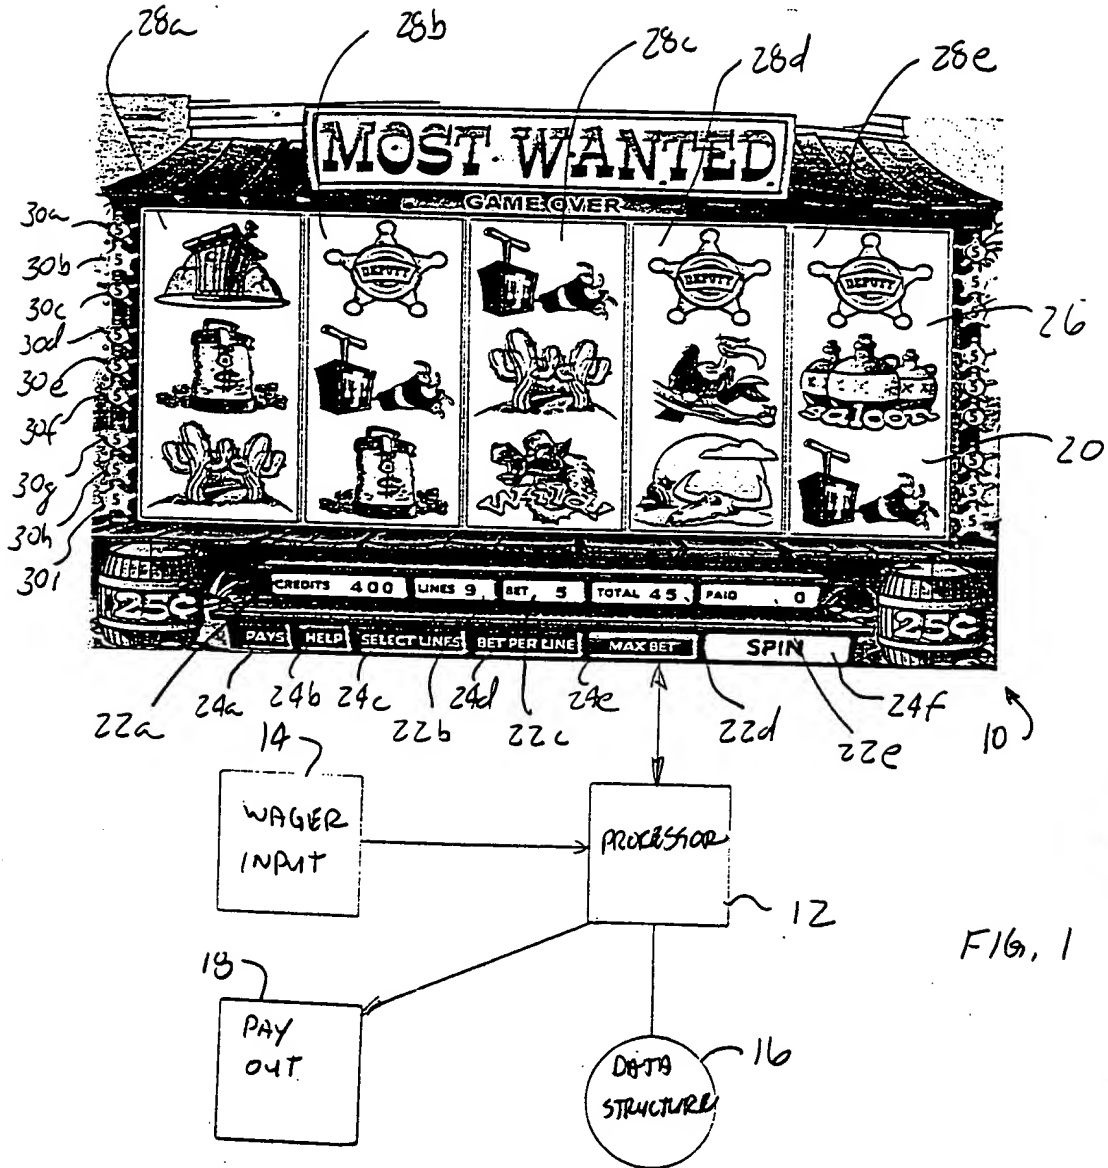 28a 28b 28c 28d 28e
MOST WANTED
GAME OVER
30a
30b
30c
30d
30e
30f
30g
30h
30i
DEPUTY DEPUTY DEPUTY
26
saloon
20
25¢ CREDITS 400 LINES 9 BET 5 TOTAL 45 PAID 0 25¢
PAYS HELP SELECT LINES BET PER LINE MAX BET SPIN
22a 24a 24b 24c 22b 24d 22c 24e 22d 22e 24f 10
14
WAGER
INPUT
PROCESSOR
12
FIG. 1
18
PAY
OUT
16
DATA
STRUCTURE